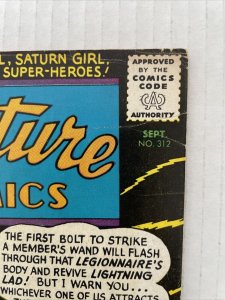 L, SATURN GIRL,
SUPER-HEROES!
APPROVED
BY THE
COMICS
CODE
CA
AUTHORITY
SEPT.
NO. 312
ture
MICS
THE FIRST BOLT TO STRIKE
A MEMBER'S WAND WILL FLASH
THROUGH THAT LEGIONNAIRE'S
BODY AND REVIVE LIGHTNING
LAD! BUT I WARN YOU...
WHICHEVER ONE OF US ATTRACTS